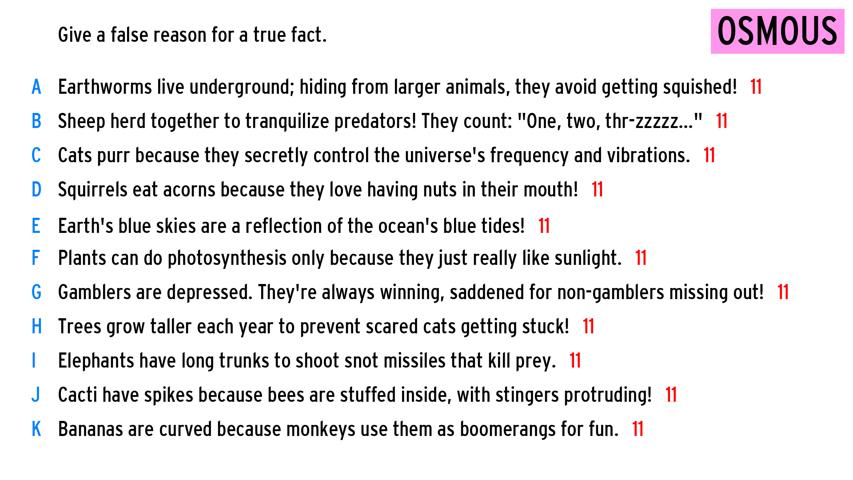 Give a false reason for a true fact.
OSMOUS
A Earthworms live underground; hiding from larger animals, they avoid getting squished! 11
B Sheep herd together to tranquilize predators! They count: "One, two, thr-zzzzz..." 11
C Cats purr because they secretly control the universe's frequency and vibrations. 11
D Squirrels eat acorns because they love having nuts in their mouth! 11
E Earth's blue skies are a reflection of the ocean's blue tides! 11
F Plants can do photosynthesis only because they just really like sunlight. 11
G Gamblers are depressed. They're always winning, saddened for non-gamblers missing out! 11
H Trees grow taller each year to prevent scared cats getting stuck! 11
I Elephants have long trunks to shoot snot missiles that kill prey. 11
J Cacti have spikes because bees are stuffed inside, with stingers protruding! 11
K Bananas are curved because monkeys use them as boomerangs for fun. 11